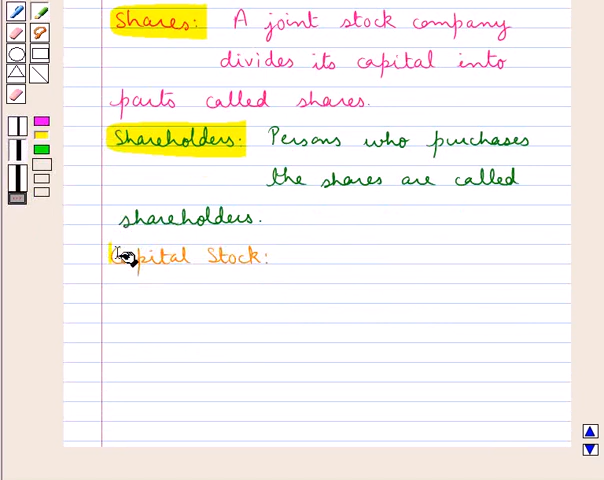 Shares: A joint stock company
divides its capital into
parts called shares.
Shareholders: Persons who purchases
the shares are called
shareholders.
Capital Stock: